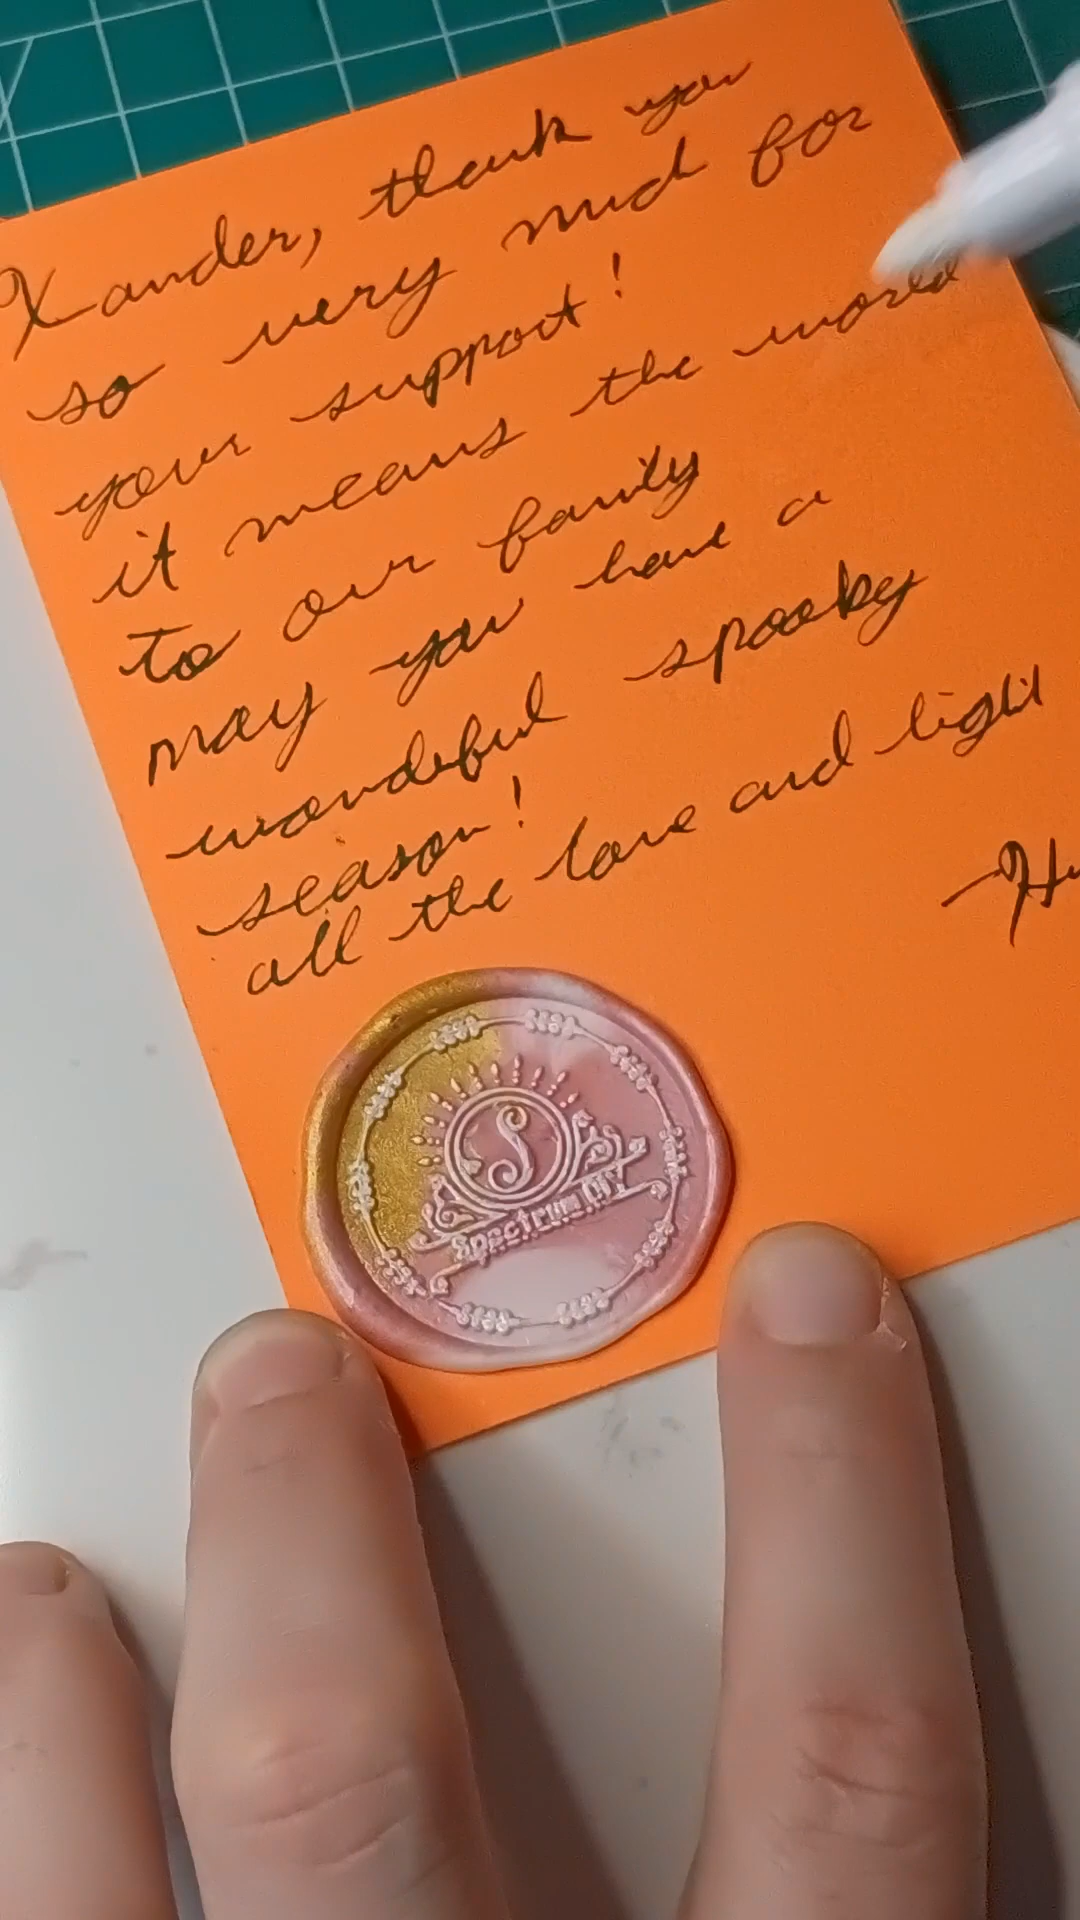 Xander, thank you
so very much for
your support!
it means the world
to our family
may you have a
wonderful spooky
season!
all the love and light
S
Spectrum